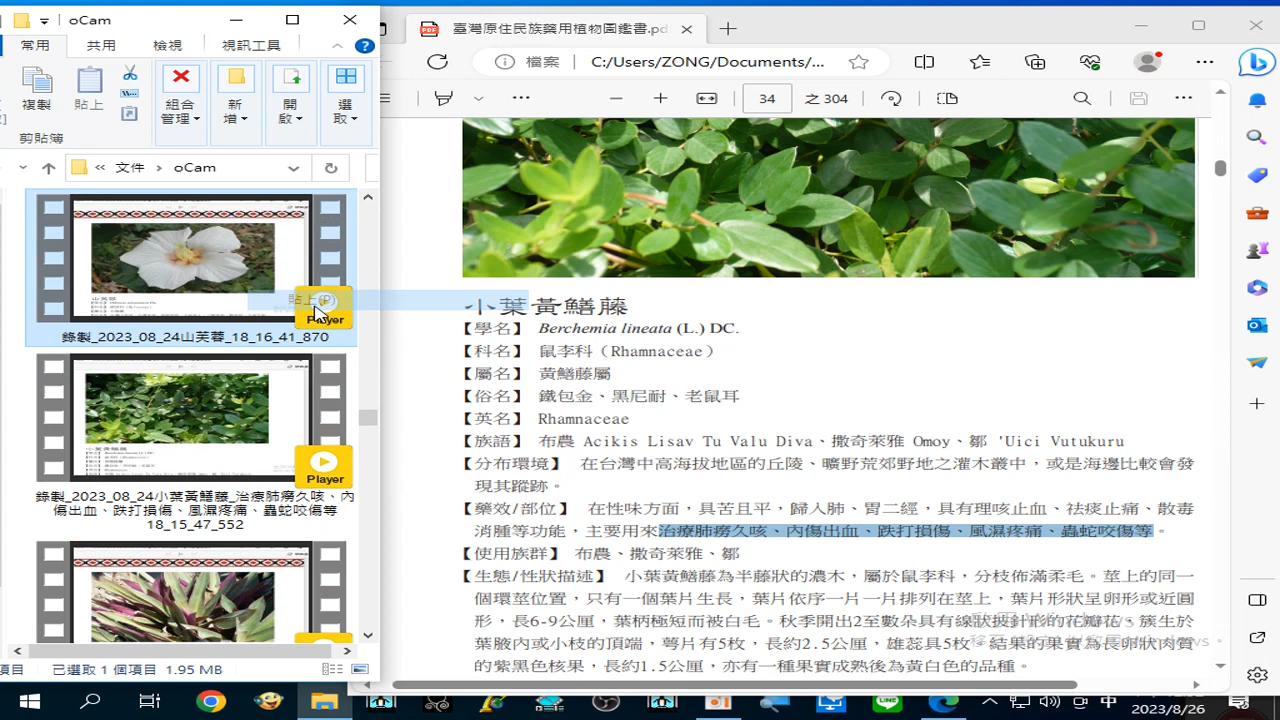 oCam
常用
共用
檢視
視訊工具
複製
貼上
組合管理
新增
開啟
選取
剪貼簿
文件
oCam
貼上(P)
Player
錄製_2023_08_24山芙蓉_18_16_41_870
Player
錄製_2023_08_24小葉黃鱔藤_治療肺癆久咳、內
傷出血、跌打損傷、風濕疼痛、蟲蛇咬傷等
18_15_47_552
項目
已選取 1 個項目
1.95 MB
臺灣原住民族藥用植物圖鑑書.pd
檔案
C:/Users/ZONG/Documents/...
34
之 304
小葉黃鱔藤
【學名】 Berchemia lineata (L.) DC.
【科名】 鼠李科（Rhamnaceae）
【屬名】 黃鱔藤屬
【俗名】 鐵包金、黑尼耐、老鼠耳
【英名】 Rhamnaceae
【族語】 布農 Acikis Lisav Tu Valu Diya、撒奇萊雅 Omoy、鄒 'Uici Vutukuru
【分布環境】 在台灣中高海拔地區的丘陵、曠野荒郊野地之灌木叢中，或是海邊比較會發
現其蹤跡。
【藥效/部位】 在性味方面，具苦且平，歸入肺、胃二經，具有理咳止血、祛痰止痛、散毒
消腫等功能，主要用來治療肺癆久咳、內傷出血、跌打損傷、風濕疼痛、蟲蛇咬傷等。
【使用族群】 布農、撒奇萊雅、鄒
【生態/性狀描述】 小葉黃鱔藤為半藤狀的濃木，屬於鼠李科，分枝佈滿柔毛。莖上的同一
個環莖位置，只有一個葉片生長，葉片依序一片一片排列在莖上，葉片形狀呈卵形或近圓
形，長6-9公厘，葉柄極短而被白毛。秋季開出2至數朵具有線狀披針形的花瓣花。簇生於
葉腋內或小枝的頂端，萼片有5枚，長約2.5公厘，雄蕊具5枚。結果的果實為長卵狀肉質
的紫黑色核果，長約1.5公厘，亦有一種果實成熟後為黃白色的品種。
啟用 Windows
LINE
中
2023/8/26